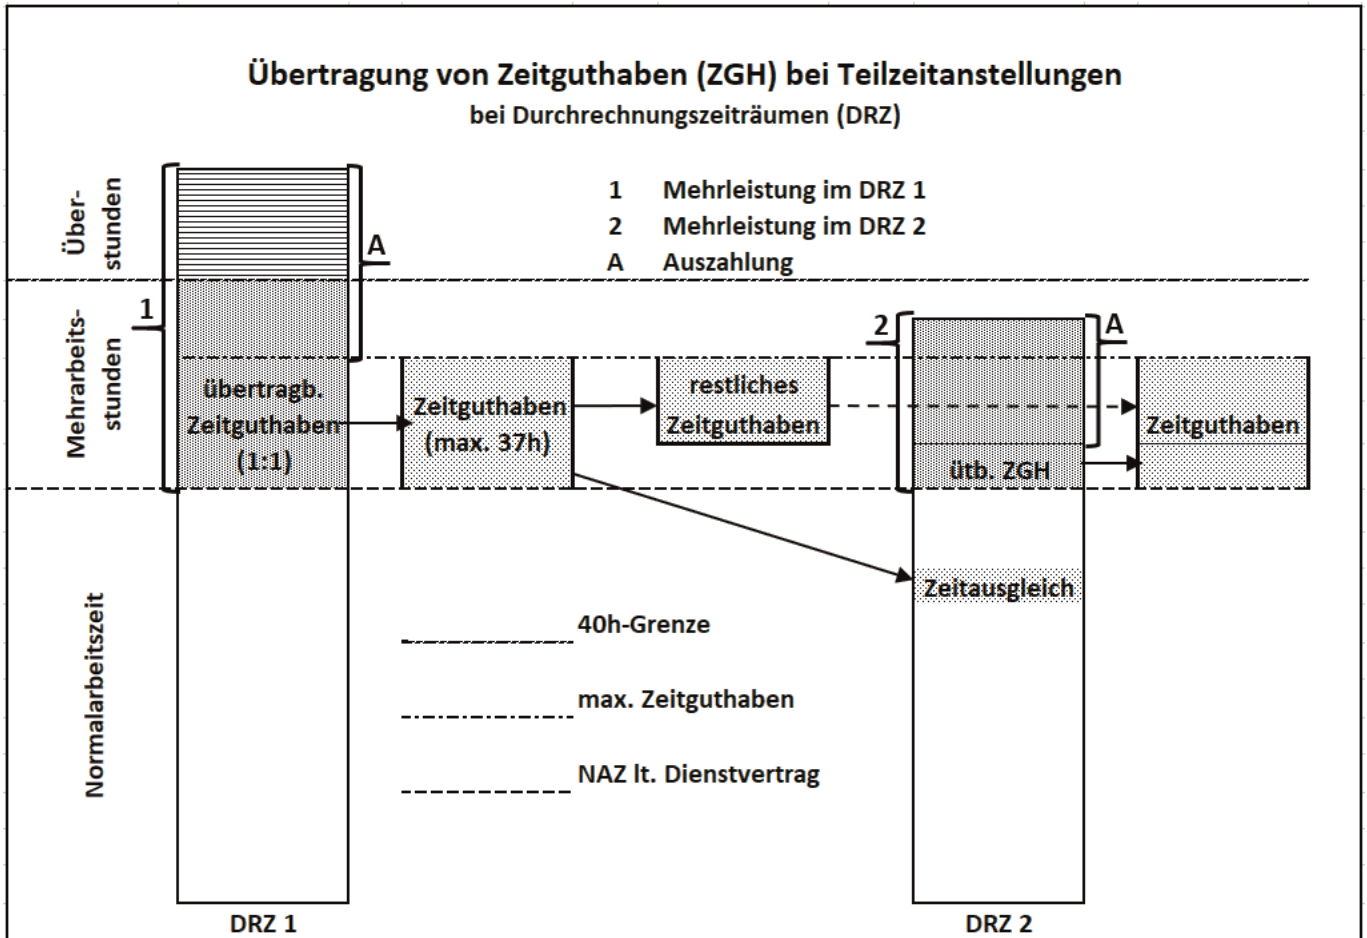 Übertragung von Zeitguthaben (ZGH) bei Teilzeitanstellungen
bei Durchrechnungszeiträumen (DRZ)
Über-
stunden
Mehrarbeits-
stunden
Normalarbeitszeit
1
A
1 Mehrleistung im DRZ 1
2 Mehrleistung im DRZ 2
A Auszahlung
übertragb.
Zeitguthaben
(1:1)
Zeitguthaben
(max. 37h)
restliches
Zeitguthaben
2
A
ütb. ZGH
Zeitguthaben
Zeitausgleich
40h-Grenze
max. Zeitguthaben
NAZ lt. Dienstvertrag
DRZ 1
DRZ 2